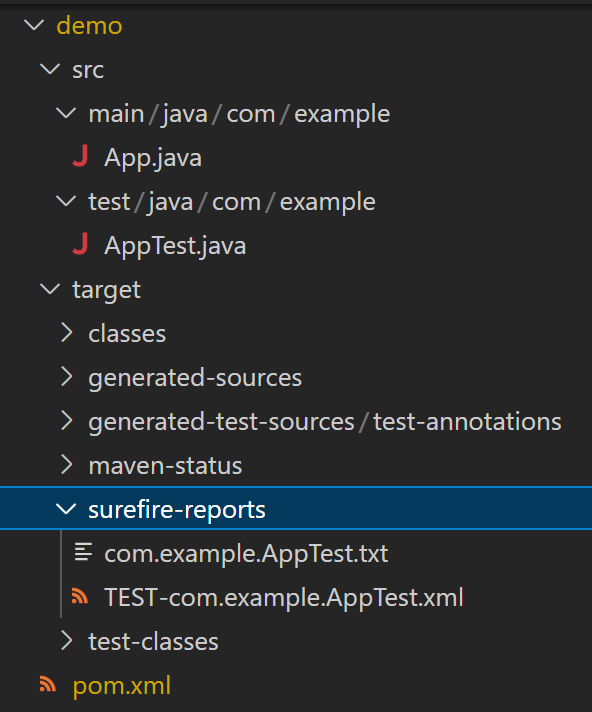 demo
src
main/java/com/example
App.java
test/java/com/example
AppTest.java
target
classes
generated-sources
generated-test-sources/test-annotations
maven-status
surefire-reports
com.example.AppTest.txt
TEST-com.example.AppTest.xml
test-classes
pom.xml